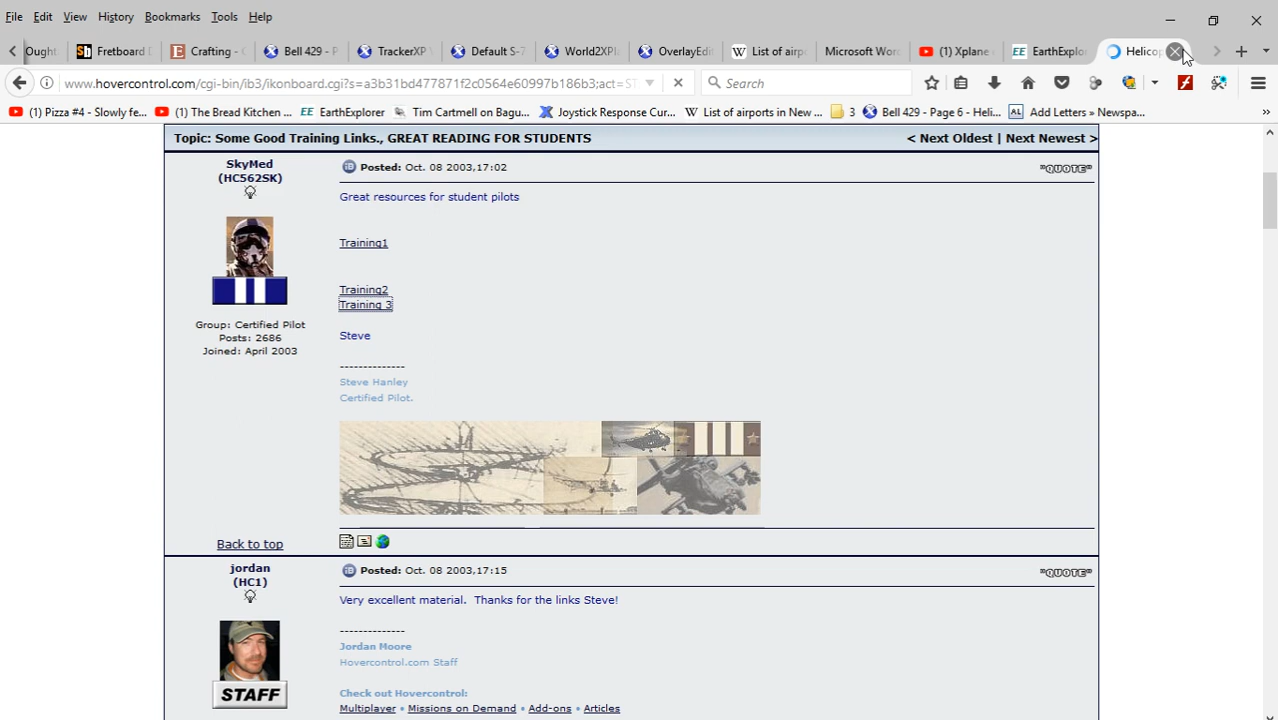 File Edit View History Bookmarks Tools Help
Ought Fretboard Crafting - Bell 429 - P TrackerXP Default S-7 World2XPl OverlayEdi List of airp Microsoft Wor (1) Xplane EarthExplo Helico
www.hovercontrol.com/cgi-bin/ib3/ikonboard.cgi?s=a3b31bd477871f2c0564e60997b186b3;act=ST Search
(1) Pizza #4 - Slowly fe... (1) The Bread Kitchen ... EarthExplorer Tim Cartmell on Bagu... Joystick Response Cur... List of airports in New ... 3 Bell 429 - Page 6 - Heli... Add Letters » Newspa...
Topic: Some Good Training Links., GREAT READING FOR STUDENTS < Next Oldest | Next Newest >
SkyMed
(HC562SK)
Posted: Oct. 08 2003,17:02 "QUOTE"
Great resources for student pilots
Training1
Training2
Training 3
Group: Certified Pilot
Posts: 2686
Joined: April 2003
Steve
--------------
Steve Hanley
Certified Pilot.
Back to top
jordan
(HC1)
Posted: Oct. 08 2003,17:15 "QUOTE"
Very excellent material. Thanks for the links Steve!
--------------
Jordan Moore
Hovercontrol.com Staff
STAFF
Check out Hovercontrol:
Multiplayer • Missions on Demand • Add-ons • Articles